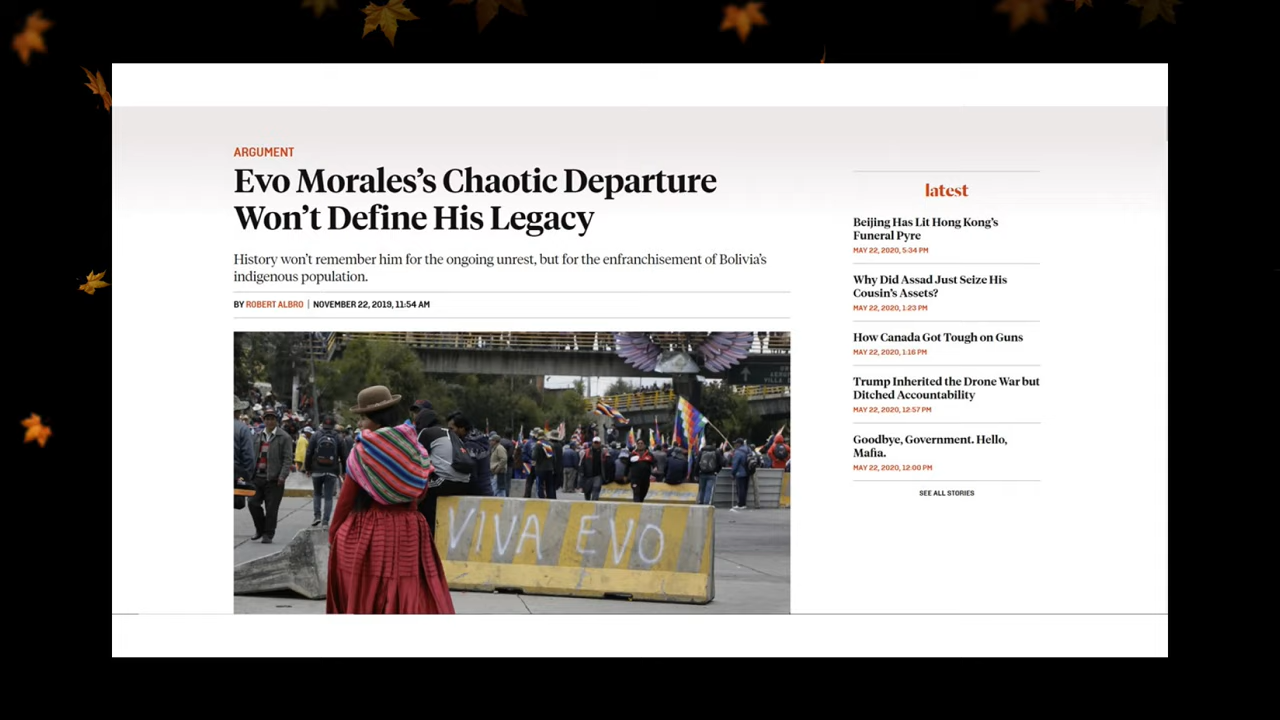 ARGUMENT
Evo Morales's Chaotic Departure
Won't Define His Legacy
History won't remember him for the ongoing unrest, but for the enfranchisement of Bolivia's
indigenous population.
BY ROBERT ALBRO | NOVEMBER 22, 2019, 11:54 AM
VIVA EVO
latest
Beijing Has Lit Hong Kong's
Funeral Pyre
MAY 22, 2020, 5:34 PM
Why Did Assad Just Seize His
Cousin's Assets?
MAY 22, 2020, 1:23 PM
How Canada Got Tough on Guns
MAY 22, 2020, 1:16 PM
Trump Inherited the Drone War but
Ditched Accountability
MAY 22, 2020, 12:57 PM
Goodbye, Government. Hello,
Mafia.
MAY 22, 2020, 12:00 PM
SEE ALL STORIES